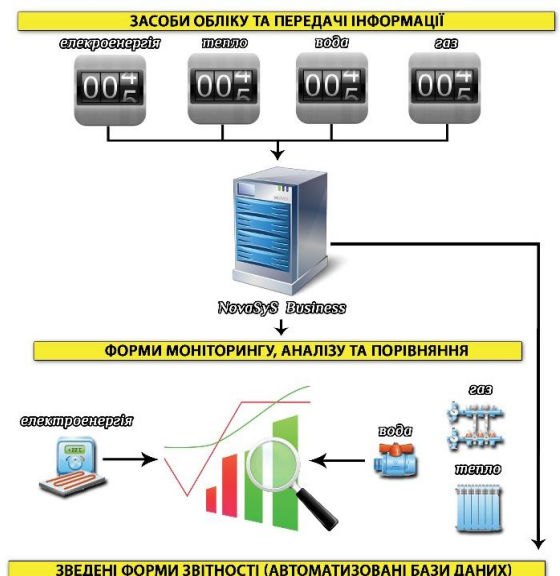 ЗАСОБИ ОБЛІКУ ТА ПЕРЕДАЧІ ІНФОРМАЦІЇ
елекроенергія тепло вода газ
NovaSyS Business
ФОРМИ МОНІТОРИНГУ, АНАЛІЗУ ТА ПОРІВНЯННЯ
газ
електроенергія
вода
тепло
ЗВЕДЕНІ ФОРМИ ЗВІТНОСТІ (АВТОМАТИЗОВАНІ БАЗИ ДАНИХ)